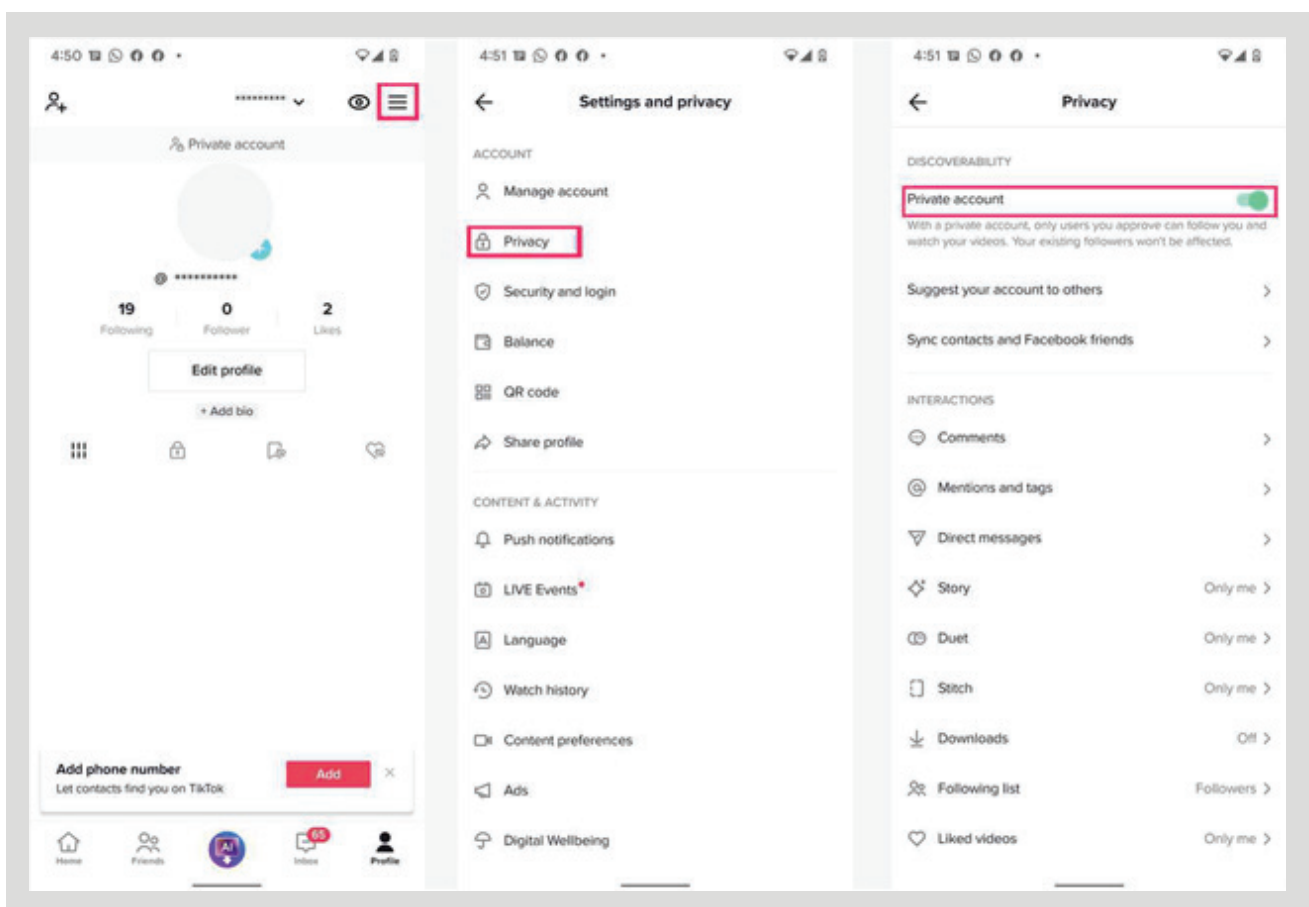 4:50
********* 
Private account
@ **********
19 0 2
Following Follower Likes
Edit profile
+ Add bio
Add phone number
Let contacts find you on TikTok
Add
Home Friends AI Inbox 65 Profile
4:51
Settings and privacy
ACCOUNT
Manage account
Privacy
Security and login
Balance
QR code
Share profile
CONTENT & ACTIVITY
Push notifications
LIVE Events
Language
Watch history
Content preferences
Ads
Digital Wellbeing
4:51
Privacy
DISCOVERABILITY
Private account
With a private account, only users you approve can follow you and
watch your videos. Your existing followers won't be affected.
Suggest your account to others
Sync contacts and Facebook friends
INTERACTIONS
Comments
Mentions and tags
Direct messages
Story Only me
Duet Only me
Stitch Only me
Downloads Off
Following list Followers
Liked videos Only me